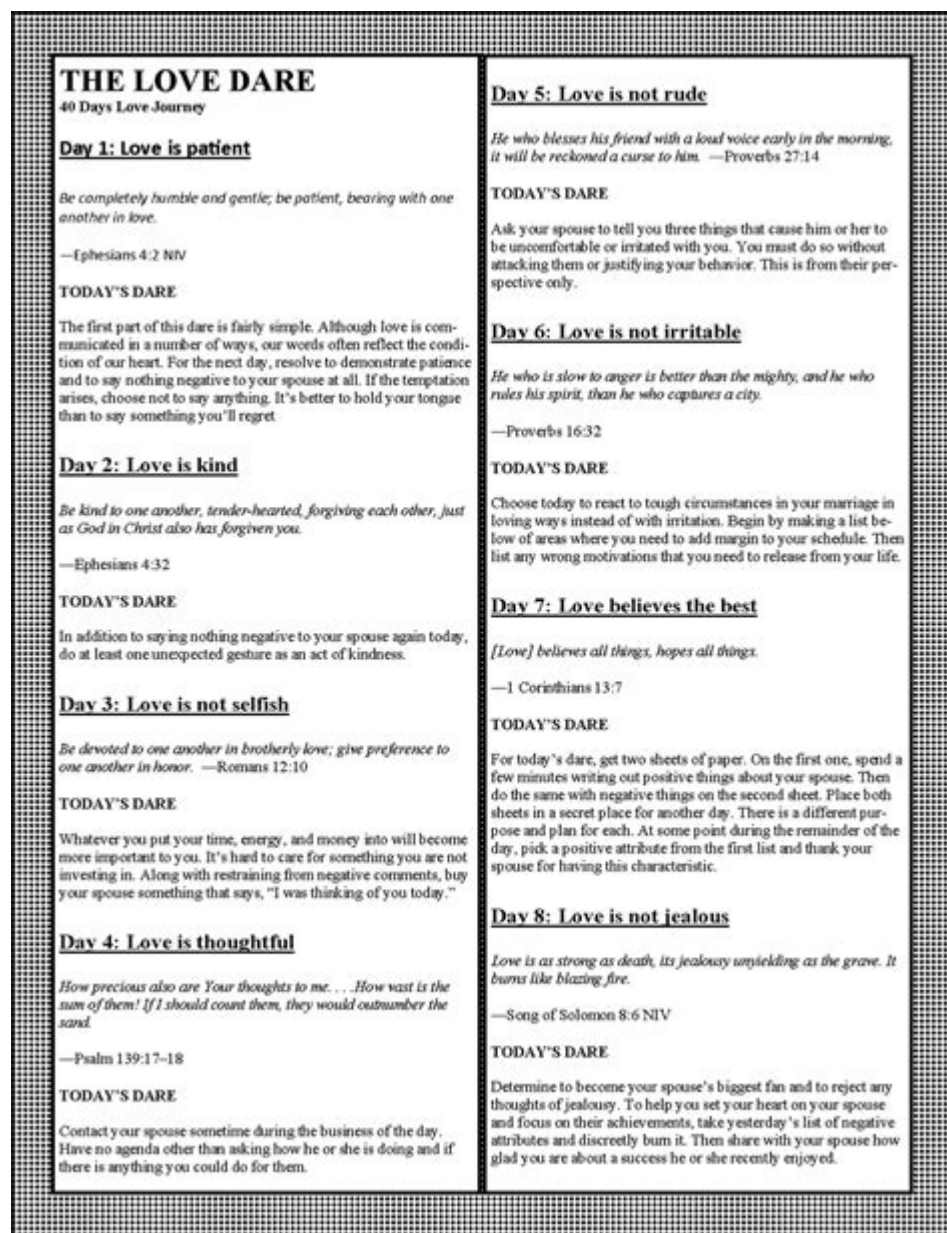 THE LOVE DARE
40 Days Love Journey
Day 1: Love is patient
Be completely humble and gentle; be patient, bearing with one
another in love.
—Ephesians 4:2 NIV
TODAY'S DARE
The first part of this dare is fairly simple. Although love is com-
municated in a number of ways, our words often reflect the condi-
tion of our heart. For the next day, resolve to demonstrate patience
and to say nothing negative to your spouse at all. If the temptation
arises, choose not to say anything. It's better to hold your tongue
than to say something you'll regret
Day 2: Love is kind
Be kind to one another, tender-hearted, forgiving each other, just
as God in Christ also has forgiven you.
—Ephesians 4:32
TODAY'S DARE
In addition to saying nothing negative to your spouse again today,
do at least one unexpected gesture as an act of kindness.
Day 3: Love is not selfish
Be devoted to one another in brotherly love; give preference to
one another in honor. —Romans 12:10
TODAY'S DARE
Whatever you put your time, energy, and money into will become
more important to you. It's hard to care for something you are not
investing in. Along with restraining from negative comments, buy
your spouse something that says, "I was thinking of you today."
Day 4: Love is thoughtful
How precious also are Your thoughts to me. . . .How vast is the
sum of them! If I should count them, they would outnumber the
sand.
—Psalm 139:17–18
TODAY'S DARE
Contact your spouse sometime during the business of the day.
Have no agenda other than asking how he or she is doing and if
there is anything you could do for them.
Day 5: Love is not rude
He who blesses his friend with a loud voice early in the morning,
it will be reckoned a curse to him. —Proverbs 27:14
TODAY'S DARE
Ask your spouse to tell you three things that cause him or her to
be uncomfortable or irritated with you. You must do so without
attacking them or justifying your behavior. This is from their per-
spective only.
Day 6: Love is not irritable
He who is slow to anger is better than the mighty, and he who
rules his spirit, than he who captures a city.
—Proverbs 16:32
TODAY'S DARE
Choose today to react to tough circumstances in your marriage in
loving ways instead of with irritation. Begin by making a list be-
low of areas where you need to add margin to your schedule. Then
list any wrong motivations that you need to release from your life.
Day 7: Love believes the best
[Love] believes all things, hopes all things.
—1 Corinthians 13:7
TODAY'S DARE
For today's dare, get two sheets of paper. On the first one, spend a
few minutes writing out positive things about your spouse. Then
do the same with negative things on the second sheet. Place both
sheets in a secret place for another day. There is a different pur-
pose and plan for each. At some point during the remainder of the
day, pick a positive attribute from the first list and thank your
spouse for having this characteristic.
Day 8: Love is not jealous
Love is as strong as death, its jealousy unyielding as the grave. It
burns like blazing fire.
—Song of Solomon 8:6 NIV
TODAY'S DARE
Determine to become your spouse's biggest fan and to reject any
thoughts of jealousy. To help you set your heart on your spouse
and focus on their achievements, take yesterday's list of negative
attributes and discreetly burn it. Then share with your spouse how
glad you are about a success he or she recently enjoyed.